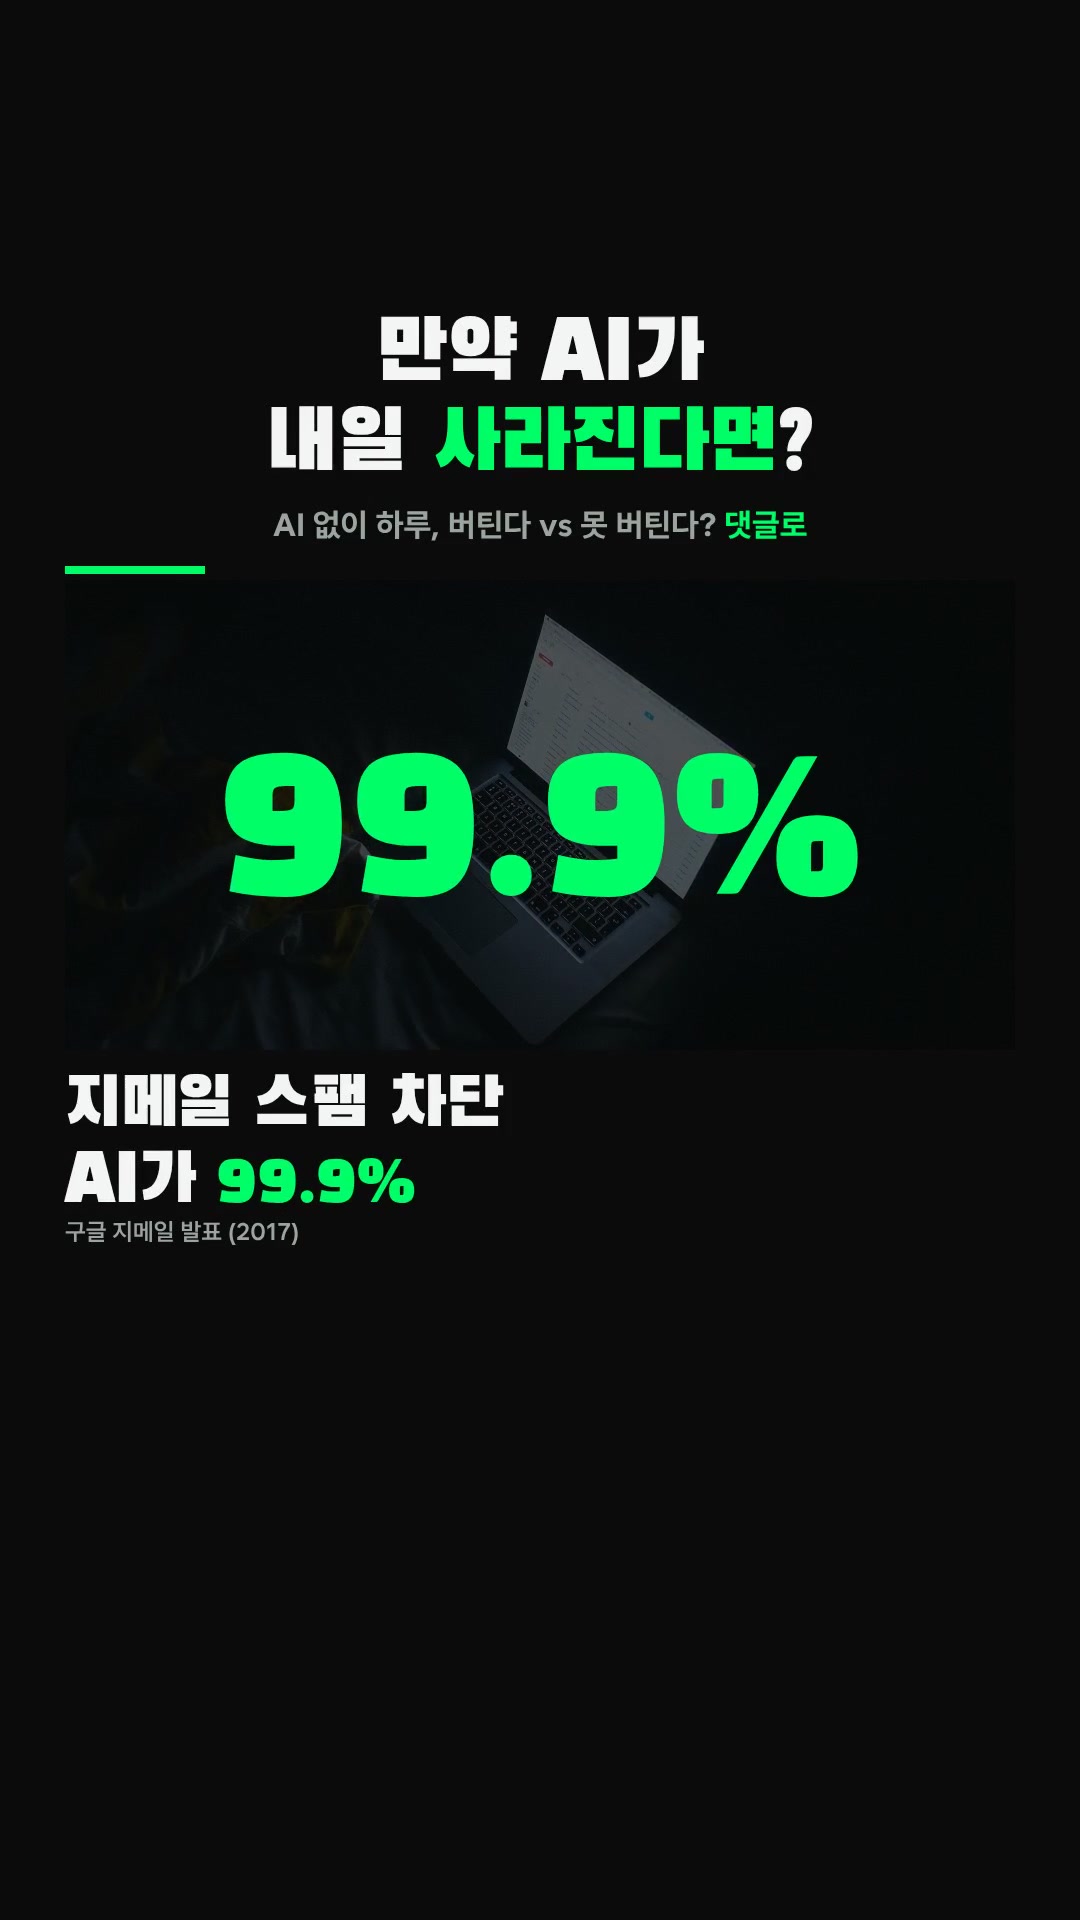 만약 AI가
내일 사라진다면?
AI 없이 하루, 버틴다 vs 못 버틴다? 댓글로
99.9%
지메일 스팸 차단
AI가 99.9%
구글 지메일 발표 (2017)